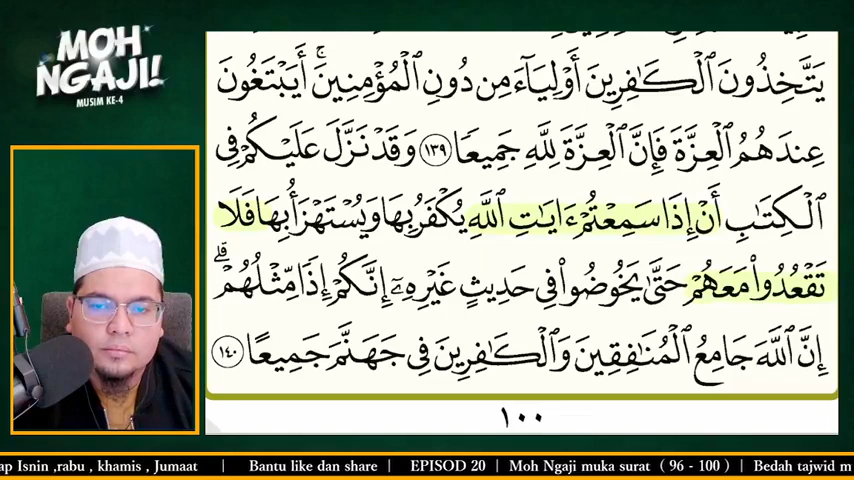 MOH
NGAJI!
MUSIM KE-4
يَتَّخِذُونَ ٱلْكَٰفِرِينَ أَوْلِيَآءَ مِن دُونِ ٱلْمُؤْمِنِينَ ۚ أَيَبْتَغُونَ
عِندَهُمُ ٱلْعِزَّةَ فَإِنَّ ٱلْعِزَّةَ لِلَّهِ جَمِيعًا ١٣٩ وَقَدْ نَزَّلَ عَلَيْكُمْ فِى
ٱلْكِتَٰبِ أَنْ إِذَا سَمِعْتُمْ ءَايَٰتِ ٱللَّهِ يُكْفَرُ بِهَا وَيُسْتَهْزَأُ بِهَا فَلَا
تَقْعُدُوا۟ مَعَهُمْ حَتَّىٰ يَخُوضُوا۟ فِى حَدِيثٍ غَيْرِهِۦٓ ۚ إِنَّكُمْ إِذًا مِّثْلُهُمْ ۗ
إِنَّ ٱللَّهَ جَامِعُ ٱلْمُنَٰفِقِينَ وَٱلْكَٰفِرِينَ فِى جَهَنَّمَ جَمِيعًا ١٤٠
١٠٠
ap Isnin ,rabu , khamis , Jumaat | Bantu like dan share | EPISOD 20 | Moh Ngaji muka surat ( 96 - 100 ) | Bedah tajwid m